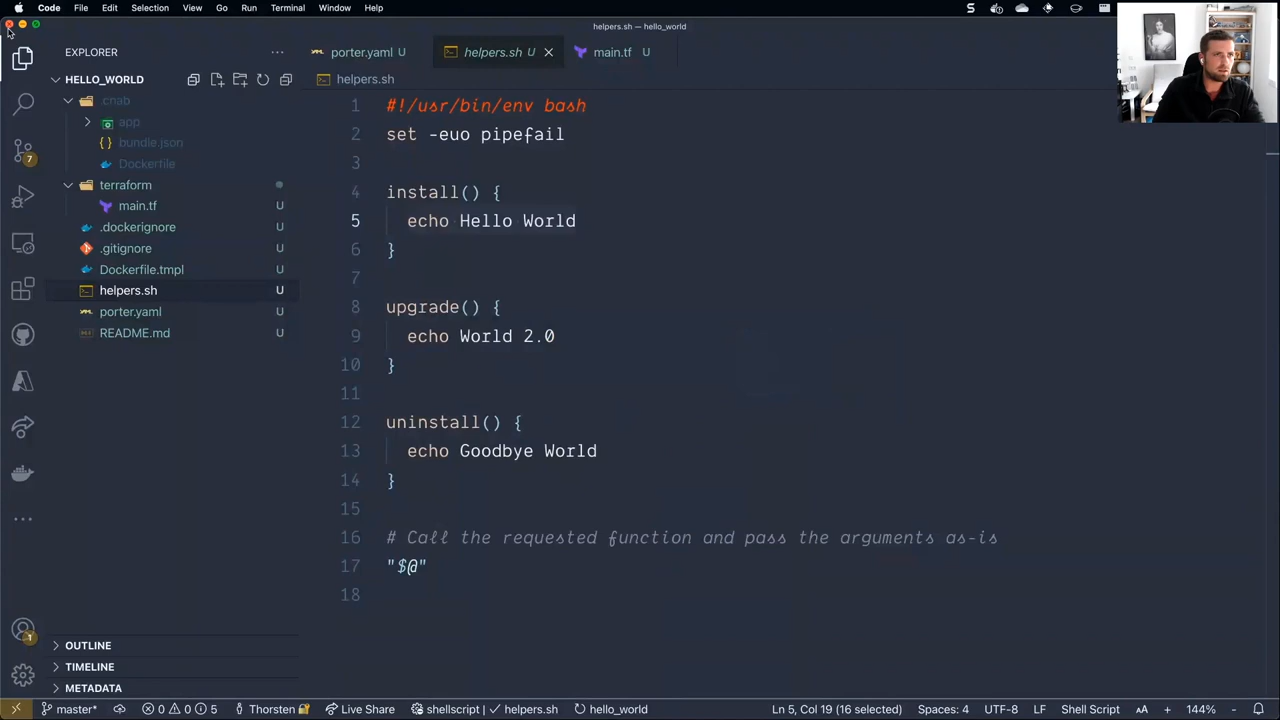 Code File Edit Selection View Go Run Terminal Window Help
helpers.sh — hello_world
EXPLORER
porter.yaml U
helpers.sh U
main.tf U
HELLO_WORLD
helpers.sh
.cnab
app
bundle.json
Dockerfile
terraform
main.tf U
.dockerignore U
.gitignore U
Dockerfile.tmpl U
helpers.sh U
porter.yaml U
README.md U
7
1 #!/usr/bin/env bash
2 set -euo pipefail
3
4 install() {
5 echo Hello World
6 }
7
8 upgrade() {
9 echo World 2.0
10 }
11
12 uninstall() {
13 echo Goodbye World
14 }
15
16 # Call the requested function and pass the arguments as-is
17 "$@"
18
1
OUTLINE
TIMELINE
METADATA
master* 0 0 5 Thorsten Live Share shellscript | helpers.sh hello_world Ln 5, Col 19 (16 selected) Spaces: 4 UTF-8 LF Shell Script AA + 144% -